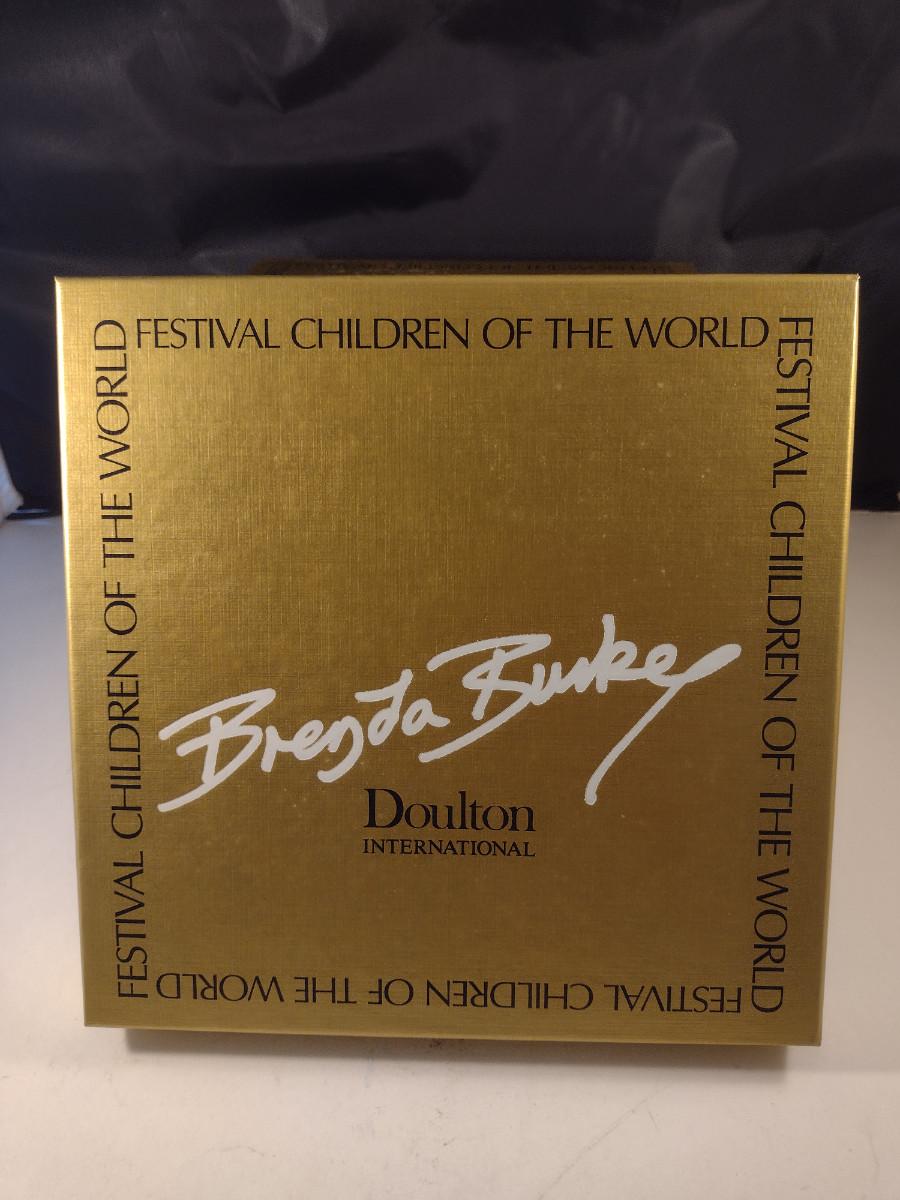 FESTIVAL CHILDREN OF THE WORLD
FESTIVAL CHILDREN OF THE WORLD
FESTIVAL CHILDREN OF THE WORLD
Brenda Burke
Doulton
INTERNATIONAL
FESTIVAL CHILDREN OF THE WORLD